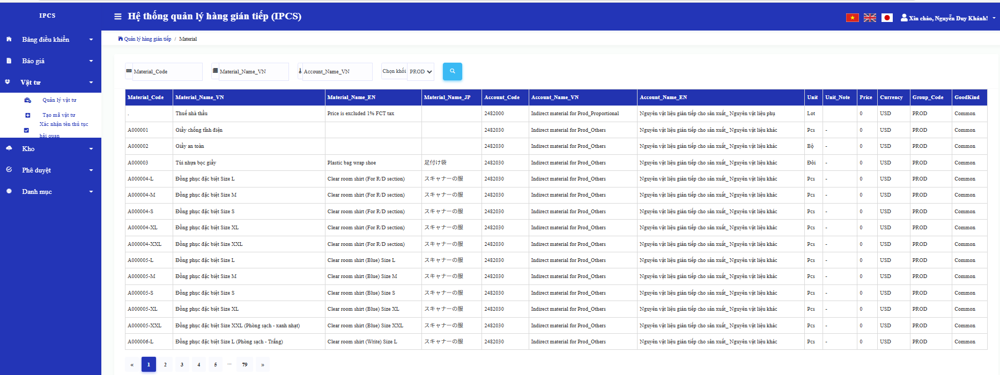 IPCS
Hệ thống quản lý hàng gián tiếp (IPCS)
Xin chào, Nguyễn Duy Khánh!
Bảng điều khiển
Báo giá
Vật tư
Quản lý vật tư
Tạo mã vật tư
Xác nhận tên thủ tục
hải quan
Kho
Phê duyệt
Danh mục
Quản lý hàng gián tiếp / Material
Material_Code Material_Name_VN Account_Name_VN Chọn khối PROD
Material_Code Material_Name_VN Material_Name_EN Material_Name_JP Account_Code Account_Name_VN Account_Name_EN Unit Unit_Note Price Currency Group_Code GoodKind
. Thuế nhà thầu Price is excluded 1% FCT tax 2482000 Indirect material for Prod_Proportional Nguyên vật liệu gián tiếp cho sản xuất_ Nguyên vật liệu phụ Lot 0 USD PROD Common
A000001 Giầy chống tĩnh điện 2482030 Indirect material for Prod_Others Nguyên vật liệu gián tiếp cho sản xuất_ Nguyên vật liệu khác Pcs - 0 USD PROD Common
A000002 Giầy an toàn 2482030 Indirect material for Prod_Others Nguyên vật liệu gián tiếp cho sản xuất_ Nguyên vật liệu khác Bộ - 0 USD PROD Common
A000003 Túi nhựa bọc giầy Plastic bag wrap shoe 足付け袋 2482030 Indirect material for Prod_Others Nguyên vật liệu gián tiếp cho sản xuất_ Nguyên vật liệu khác Đôi - 0 USD PROD Common
A000004-L Đồng phục đặc biệt Size L Clear room shirt (For R/D section) スキャナーの服 2482030 Indirect material for Prod_Others Nguyên vật liệu gián tiếp cho sản xuất_ Nguyên vật liệu khác Pcs - 0 USD PROD Common
A000004-M Đồng phục đặc biệt Size M Clear room shirt (For R/D section) スキャナーの服 2482030 Indirect material for Prod_Others Nguyên vật liệu gián tiếp cho sản xuất_ Nguyên vật liệu khác Pcs - 0 USD PROD Common
A000004-S Đồng phục đặc biệt Size S Clear room shirt (For R/D section) スキャナーの服 2482030 Indirect material for Prod_Others Nguyên vật liệu gián tiếp cho sản xuất_ Nguyên vật liệu khác Pcs - 0 USD PROD Common
A000004-XL Đồng phục đặc biệt Size XL Clear room shirt (For R/D section) スキャナーの服 2482030 Indirect material for Prod_Others Nguyên vật liệu gián tiếp cho sản xuất_ Nguyên vật liệu khác Pcs - 0 USD PROD Common
A000004-XXL Đồng phục đặc biệt Size XXL Clear room shirt (For R/D section) スキャナーの服 2482030 Indirect material for Prod_Others Nguyên vật liệu gián tiếp cho sản xuất_ Nguyên vật liệu khác Pcs - 0 USD PROD Common
A000005-L Đồng phục đặc biệt Size L Clear room shirt (Blue) Size L スキャナーの服 2482030 Indirect material for Prod_Others Nguyên vật liệu gián tiếp cho sản xuất_ Nguyên vật liệu khác Pcs - 0 USD PROD Common
A000005-M Đồng phục đặc biệt Size M Clear room shirt (Blue) Size M スキャナーの服 2482030 Indirect material for Prod_Others Nguyên vật liệu gián tiếp cho sản xuất_ Nguyên vật liệu khác Pcs - 0 USD PROD Common
A000005-S Đồng phục đặc biệt Size S Clear room shirt (Blue) Size S スキャナーの服 2482030 Indirect material for Prod_Others Nguyên vật liệu gián tiếp cho sản xuất_ Nguyên vật liệu khác Pcs - 0 USD PROD Common
A000005-XL Đồng phục đặc biệt Size XL Clear room shirt (Blue) Size XL スキャナーの服 2482030 Indirect material for Prod_Others Nguyên vật liệu gián tiếp cho sản xuất_ Nguyên vật liệu khác Pcs - 0 USD PROD Common
A000005-XXL Đồng phục đặc biệt Size XXL (Phòng sạch - xanh nhạt) Clear room shirt (Blue) Size XXL スキャナーの服 2482030 Indirect material for Prod_Others Nguyên vật liệu gián tiếp cho sản xuất_ Nguyên vật liệu khác Pcs - 0 USD PROD Common
A000006-L Đồng phục đặc biệt Size L (Phòng sạch - Trắng) Clear room shirt (Write) Size L スキャナーの服 2482030 Indirect material for Prod_Others Nguyên vật liệu gián tiếp cho sản xuất_ Nguyên vật liệu khác Pcs - 0 USD PROD Common
« 1 2 3 4 5 ... 79 »